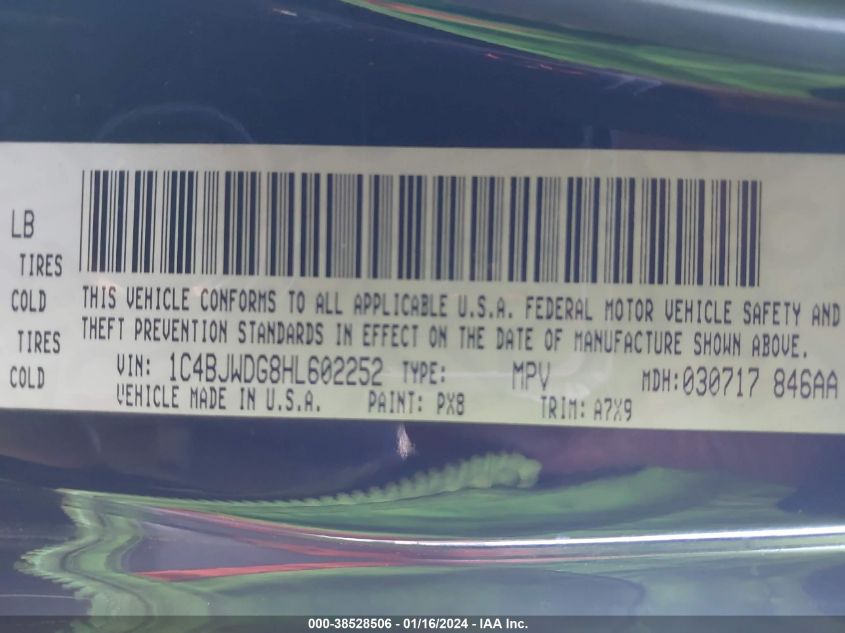 LB
TIRES
COLD
TIRES
COLD
THIS VEHICLE CONFORMS TO ALL APPLICABLE U.S.A. FEDERAL MOTOR VEHICLE SAFETY AND
THEFT PREVENTION STANDARDS IN EFFECT ON THE DATE OF MANUFACTURE SHOWN ABOVE.
VIN: 1C4BJWDG8HL602252 TYPE: MPV MDH:030717 846AA
VEHICLE MADE IN U.S.A. PAINT: PX8 TRIM: A7X9
000-38528506 - 01/16/2024 - IAA Inc.